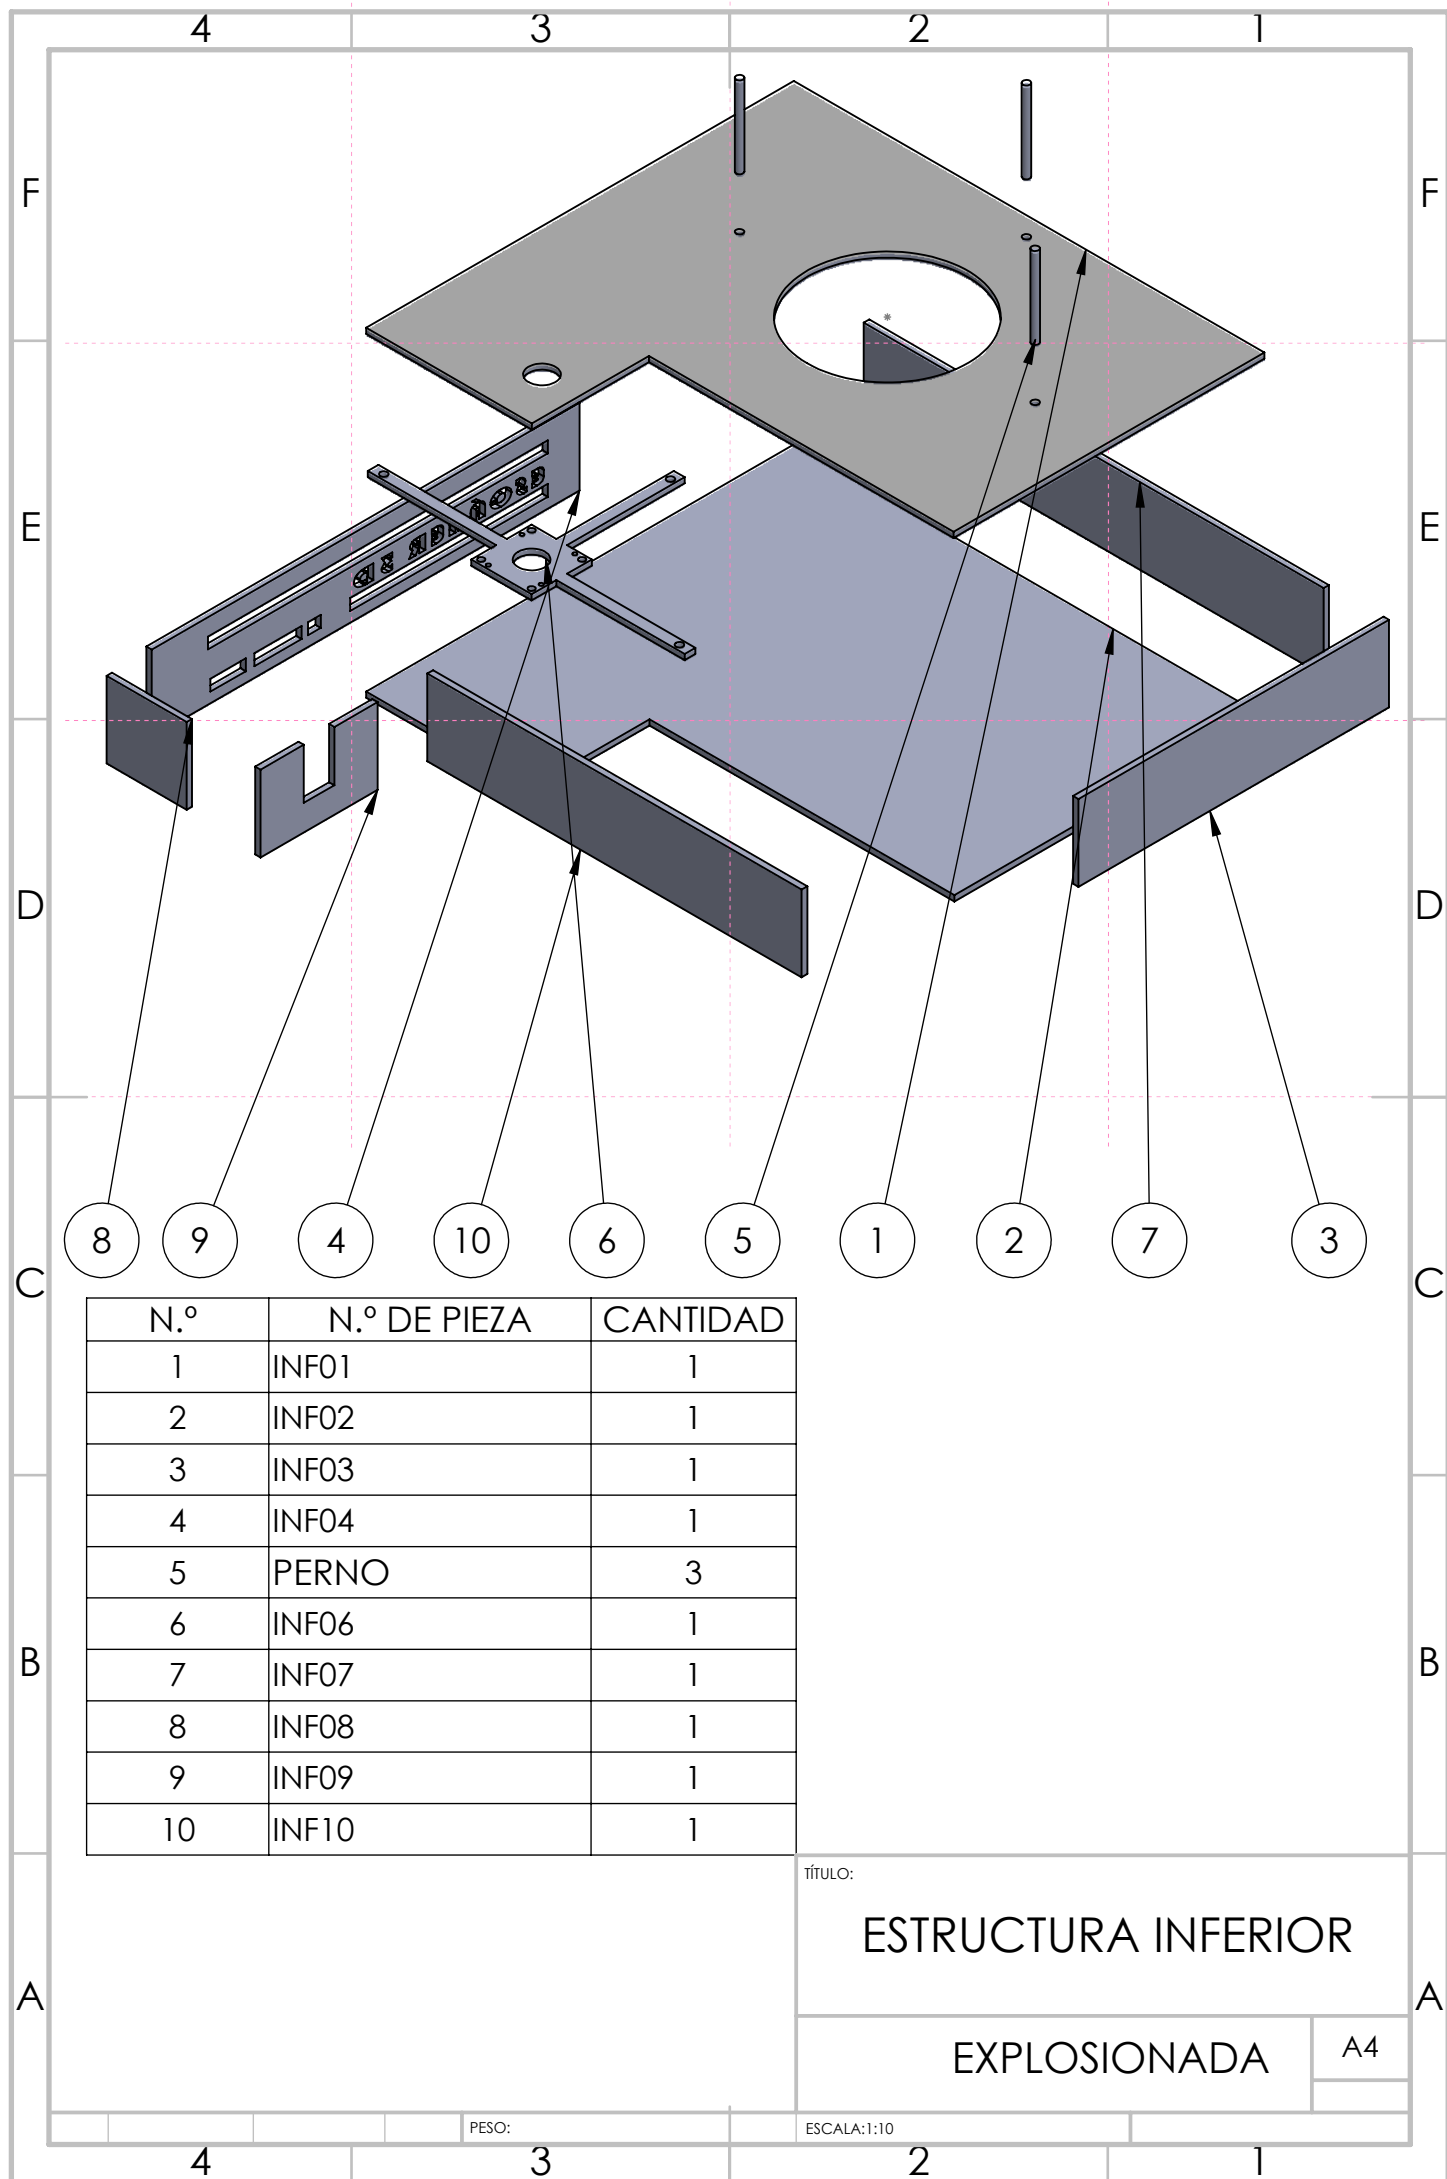 4 3 2 1
F F
E E
D D
8 9 4 10 6 5 1 2 7 3
C C
N.º N.º DE PIEZA CANTIDAD
1 INF01 1
2 INF02 1
3 INF03 1
4 INF04 1
5 PERNO 3
6 INF06 1
7 INF07 1
8 INF08 1
9 INF09 1
10 INF10 1
B B
TÍTULO:
ESTRUCTURA INFERIOR
A A
EXPLOSIONADA A4
PESO: ESCALA:1:10
4 3 2 1